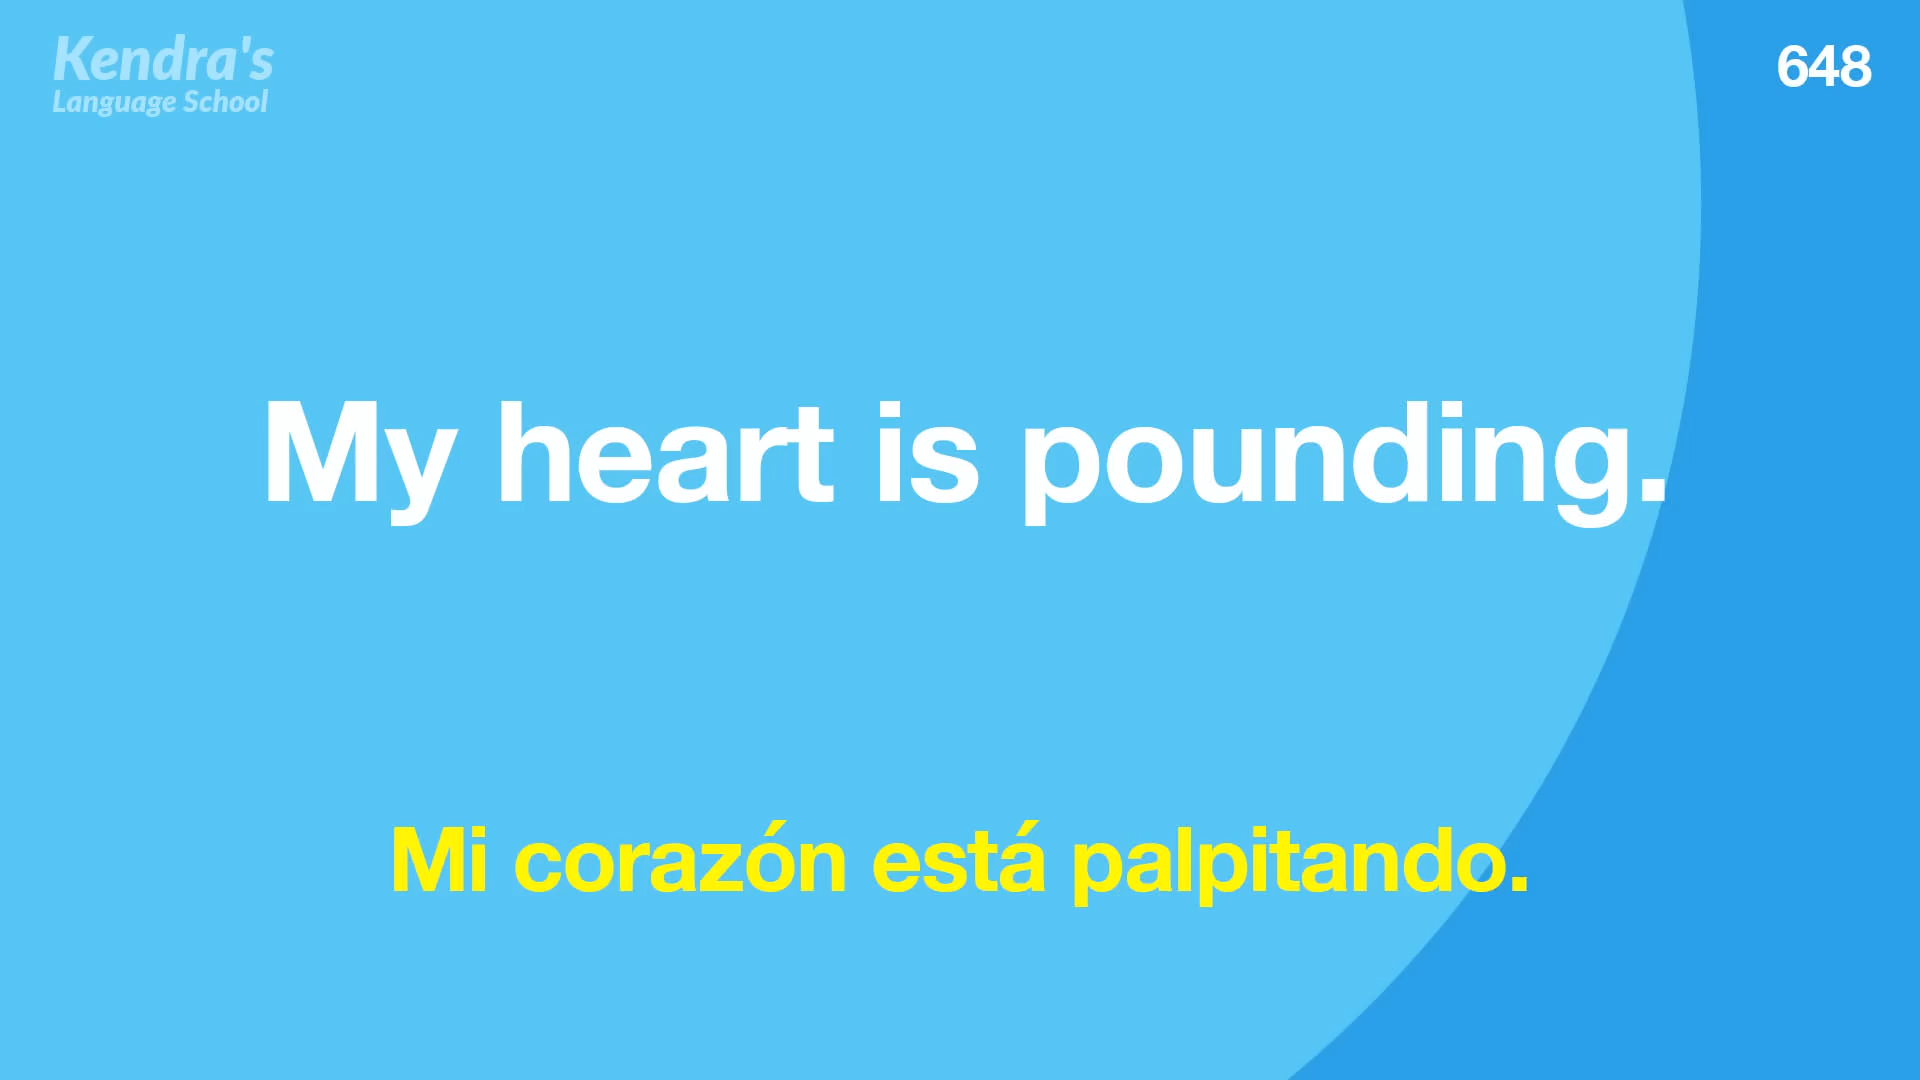 Kendra's
Language School
648
My heart is pounding.
Mi corazón está palpitando.